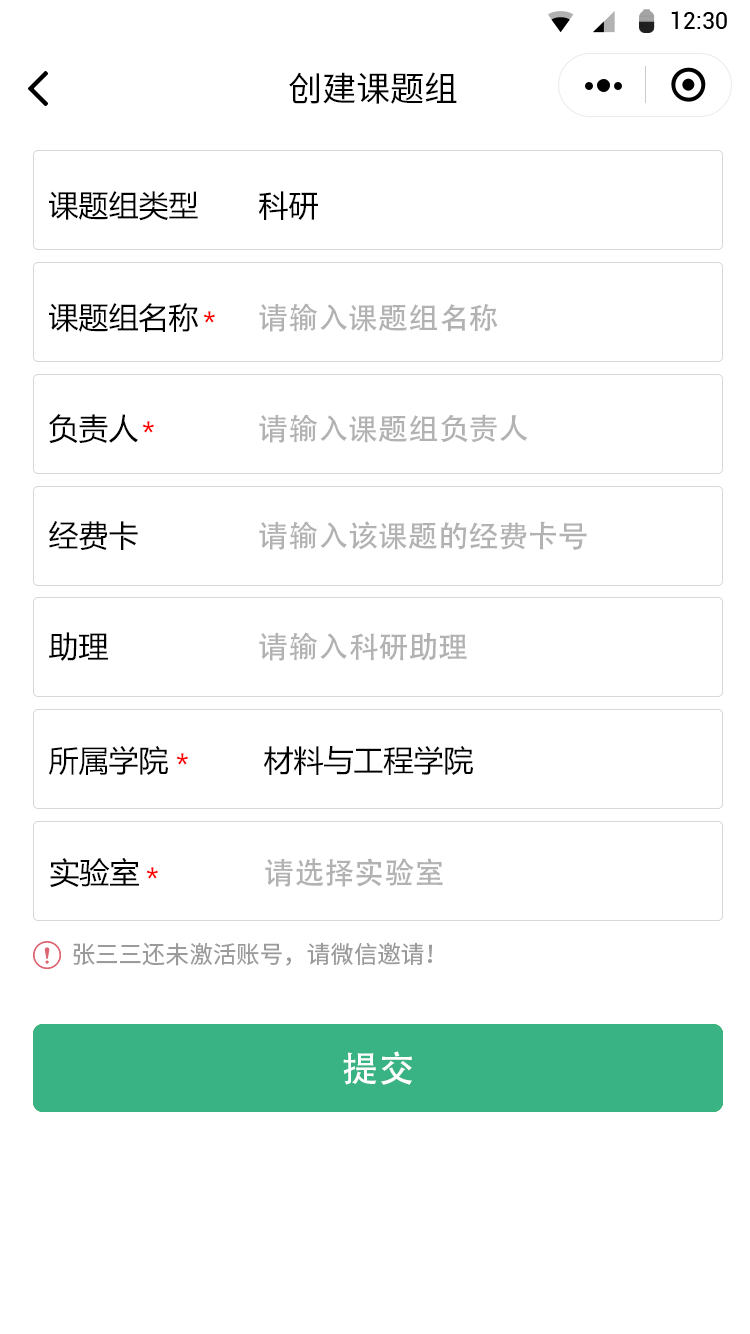 12:30
创建课题组
课题组类型 科研
课题组名称* 请输入课题组名称
负责人* 请输入课题组负责人
经费卡 请输入该课题的经费卡号
助理 请输入科研助理
所属学院* 材料与工程学院
实验室* 请选择实验室
张三三还未激活账号，请微信邀请！
提交